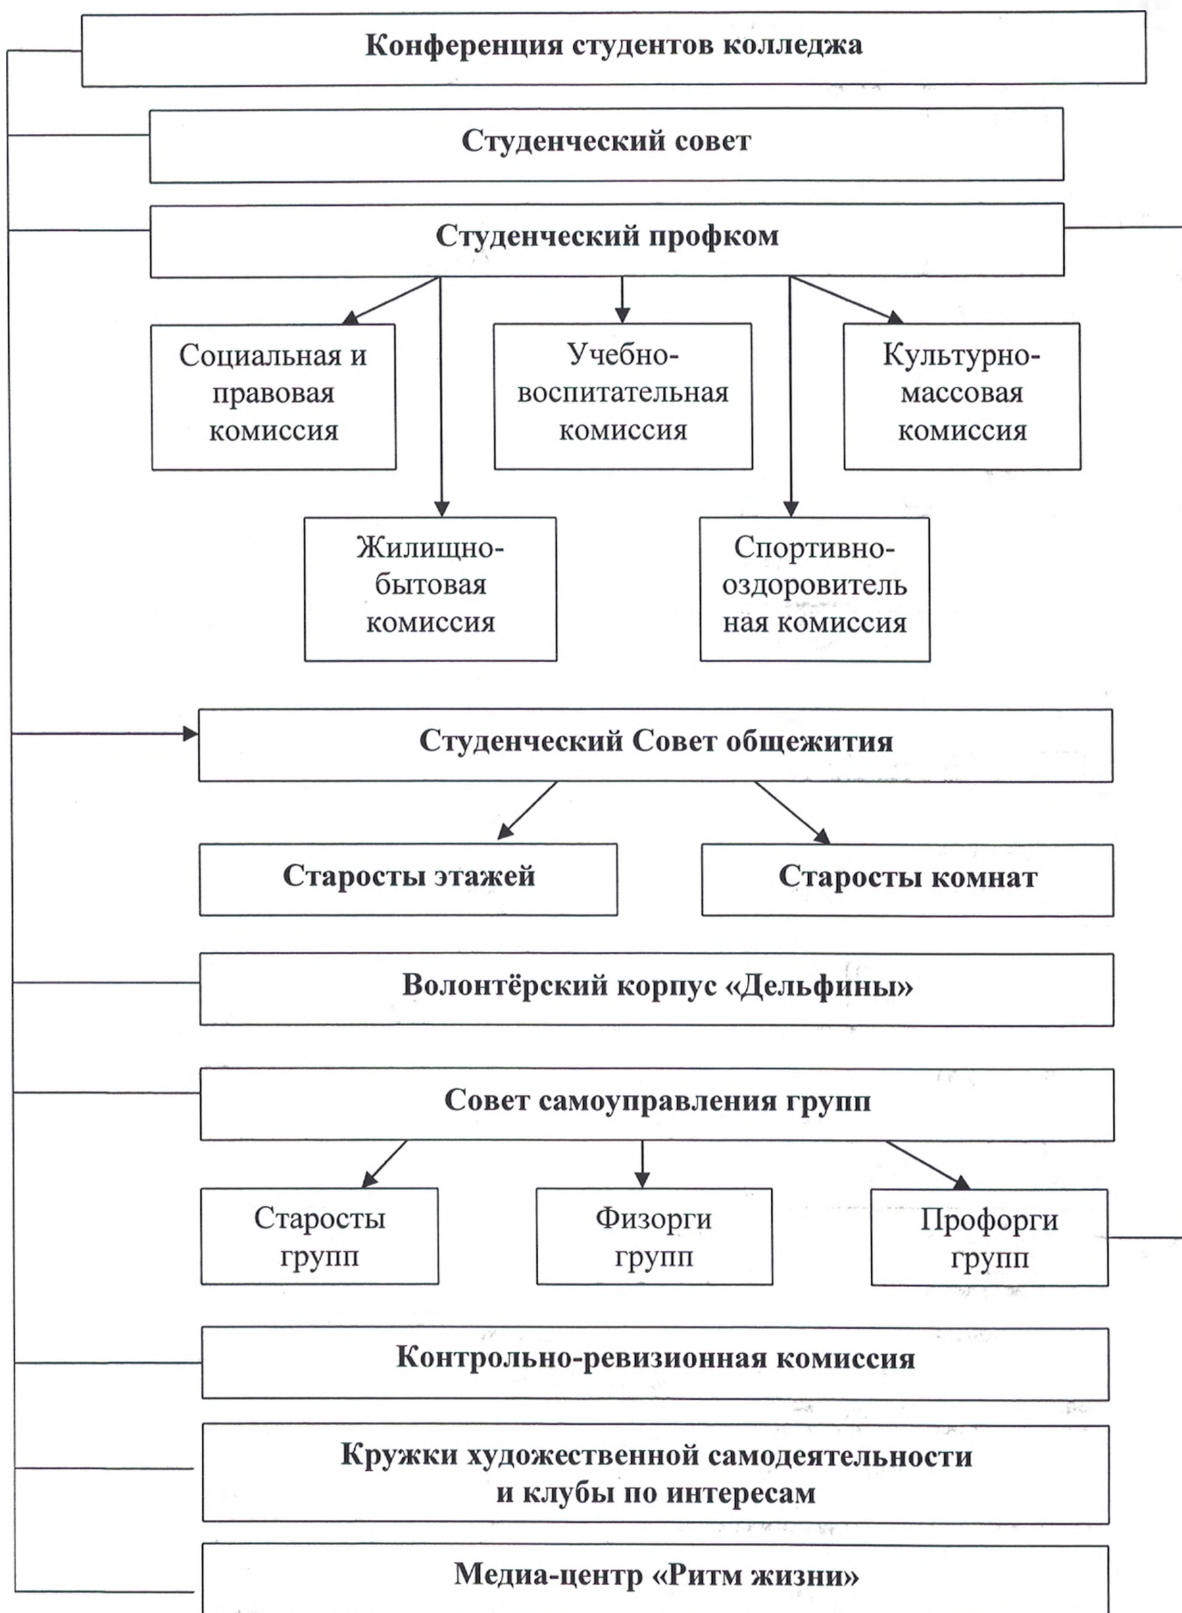 Конференция студентов колледжа
Студенческий совет
Студенческий профком
Социальная и
правовая
комиссия
Учебно-
воспитательная
комиссия
Культурно-
массовая
комиссия
Жилищно-
бытовая
комиссия
Спортивно-
оздоровитель
ная комиссия
Студенческий Совет общежития
Старосты этажей
Старосты комнат
Волонтёрский корпус «Дельфины»
Совет самоуправления групп
Старосты
групп
Физорги
групп
Профорги
групп
Контрольно-ревизионная комиссия
Кружки художественной самодеятельности
и клубы по интересам
Медиа-центр «Ритм жизни»